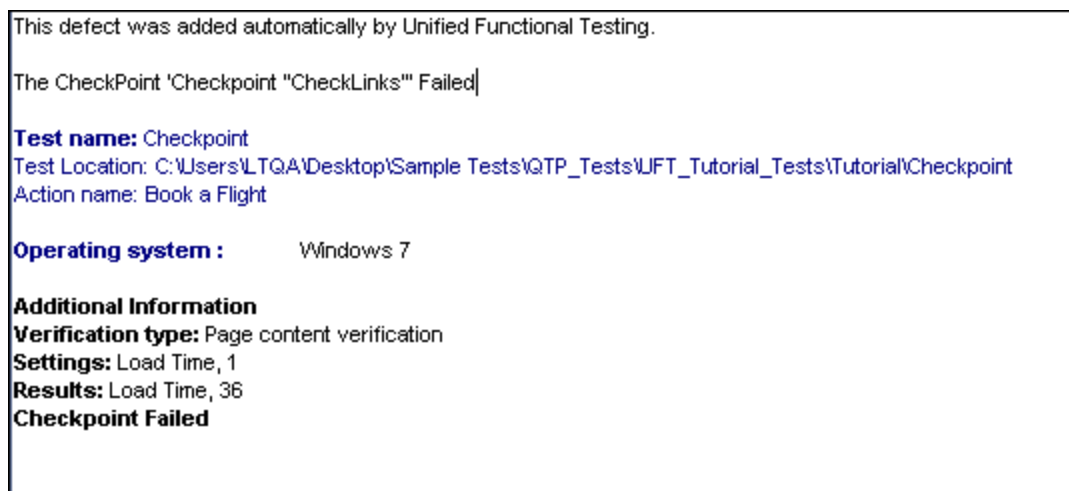 This defect was added automatically by Unified Functional Testing.
The CheckPoint 'Checkpoint "CheckLinks"' Failed
Test name: Checkpoint
Test Location: C:\Users\LTQA\Desktop\Sample Tests\QTP_Tests\UFT_Tutorial_Tests\Tutorial\Checkpoint
Action name: Book a Flight
Operating system : Windows 7
Additional Information
Verification type: Page content verification
Settings: Load Time, 1
Results: Load Time, 36
Checkpoint Failed